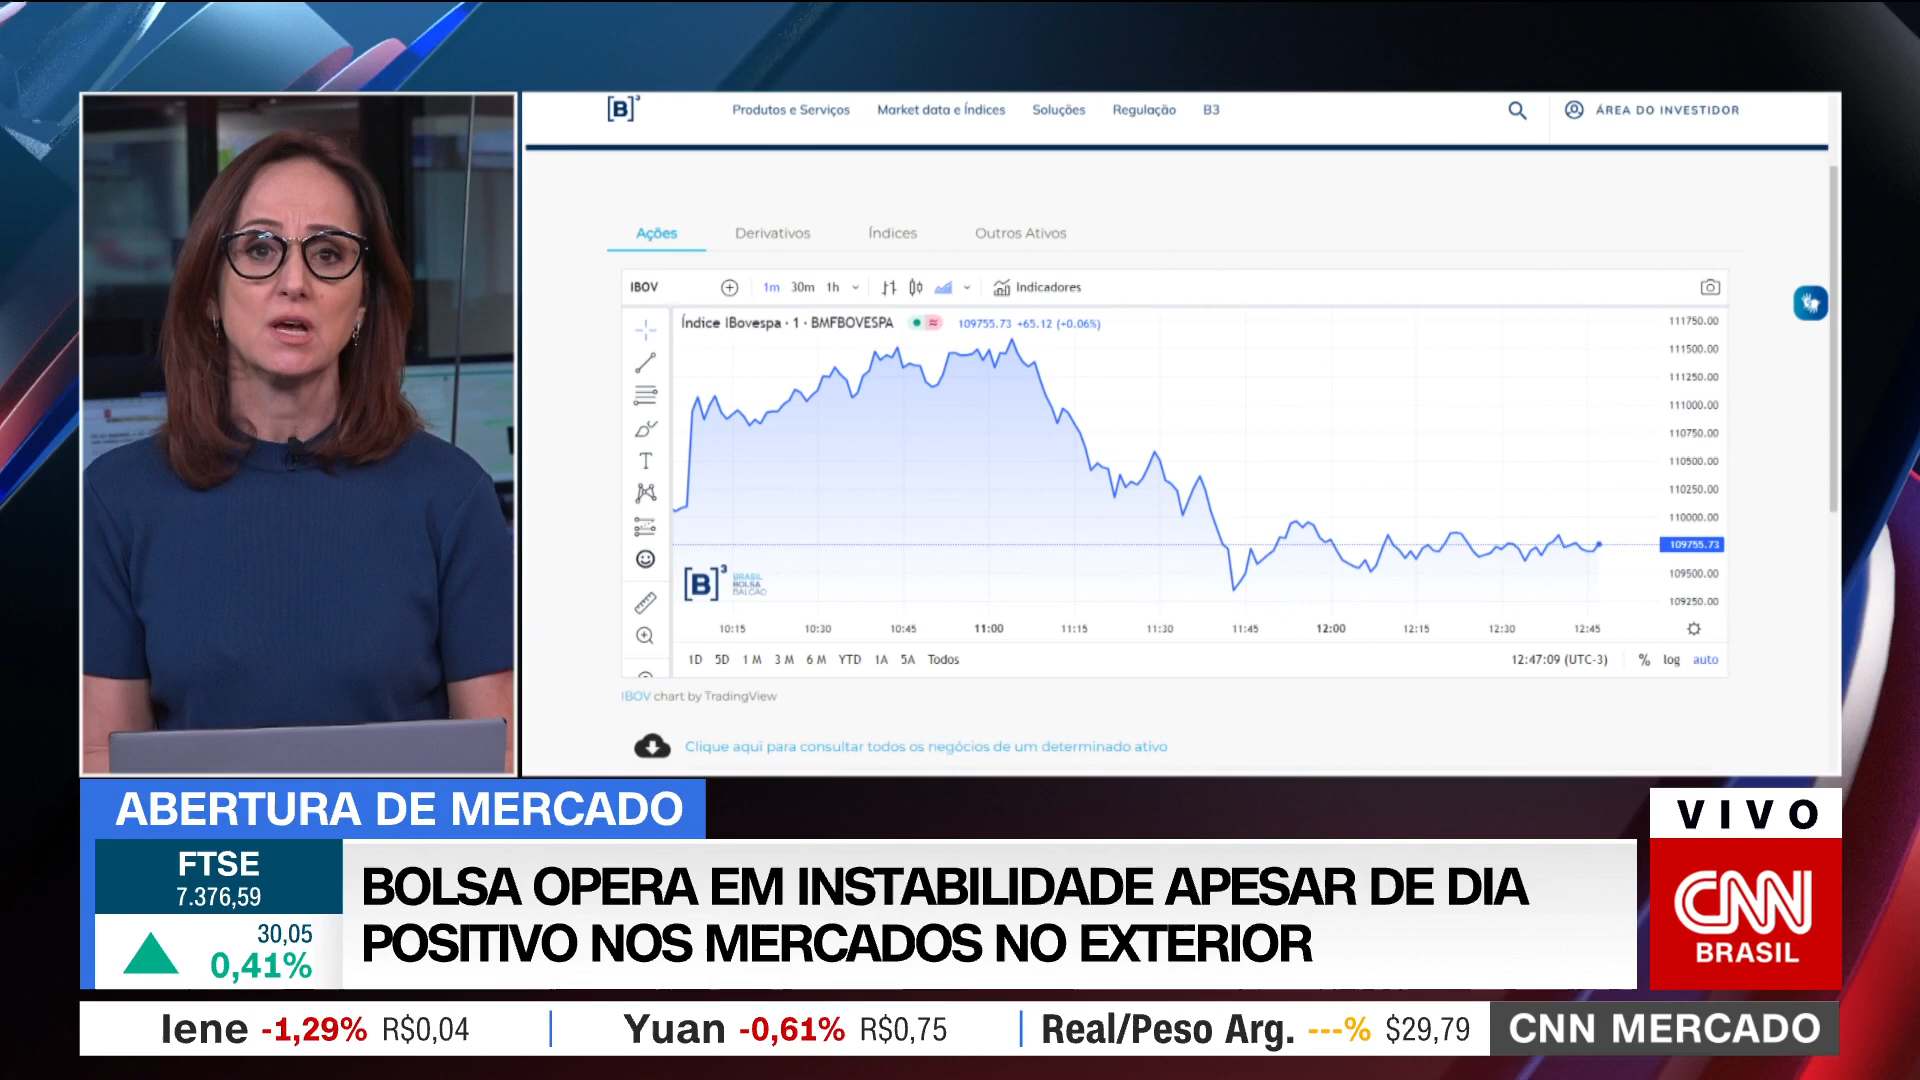 [B]³
Produtos e Serviços
Market data e Índices
Soluções
Regulação
B3
ÁREA DO INVESTIDOR
Ações
Derivativos
Índices
Outros Ativos
IBOV
1m 30m 1h
Indicadores
Índice IBovespa · 1 · BMFBOVESPA
109755.73 +65.12 (+0.06%)
111750.00
111500.00
111250.00
111000.00
110750.00
110500.00
110250.00
110000.00
109755.73
109500.00
109250.00
[B]³
BRASIL
BOLSA
BALCÃO
10:15 10:30 10:45 11:00 11:15 11:30 11:45 12:00 12:15 12:30 12:45
1D 5D 1 M 3 M 6 M YTD 1A 5A Todos
12:47:09 (UTC-3) % log auto
IBOV chart by TradingView
Clique aqui para consultar todos os negócios de um determinado ativo
ABERTURA DE MERCADO
FTSE
7.376,59
30,05
0,41%
BOLSA OPERA EM INSTABILIDADE APESAR DE DIA
POSITIVO NOS MERCADOS NO EXTERIOR
VIVO
CNN
BRASIL
Iene -1,29% R$0,04 | Yuan -0,61% R$0,75 | Real/Peso Arg. ---% $29,79
CNN MERCADO